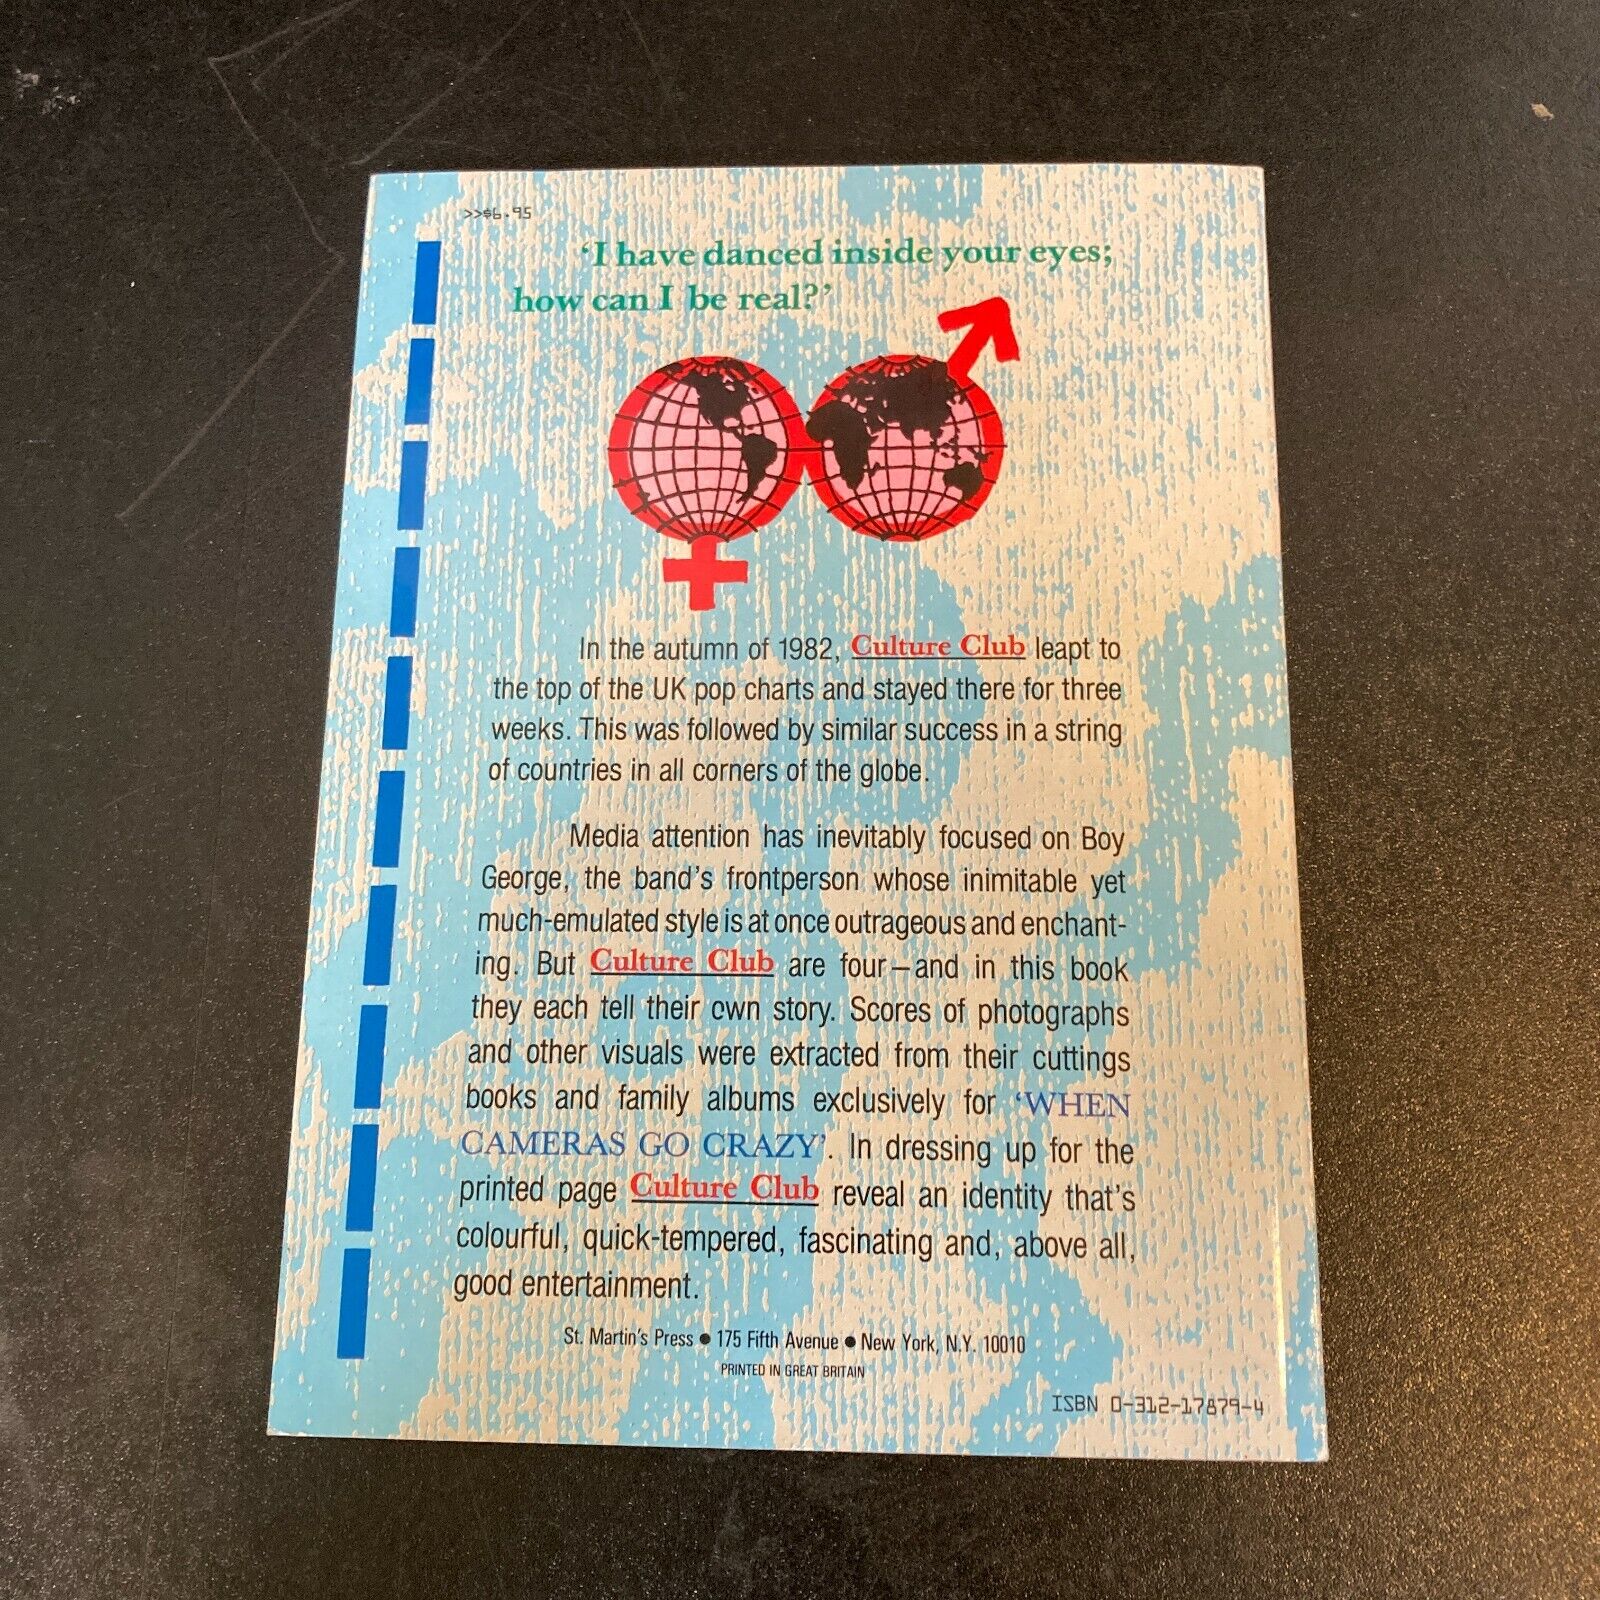 >>$6.95
‘I have danced inside your eyes;
how can I be real?’
In the autumn of 1982, Culture Club leapt to
the top of the UK pop charts and stayed there for three
weeks. This was followed by similar success in a string
of countries in all corners of the globe.
Media attention has inevitably focused on Boy
George, the band's frontperson whose inimitable yet
much-emulated style is at once outrageous and enchant-
ing. But Culture Club are four—and in this book
they each tell their own story. Scores of photographs
and other visuals were extracted from their cuttings
books and family albums exclusively for ‘WHEN
CAMERAS GO CRAZY’. In dressing up for the
printed page Culture Club reveal an identity that's
colourful, quick-tempered, fascinating and, above all,
good entertainment.
St. Martin's Press ● 175 Fifth Avenue ● New York, N.Y. 10010
PRINTED IN GREAT BRITAIN
ISBN 0-312-17879-4